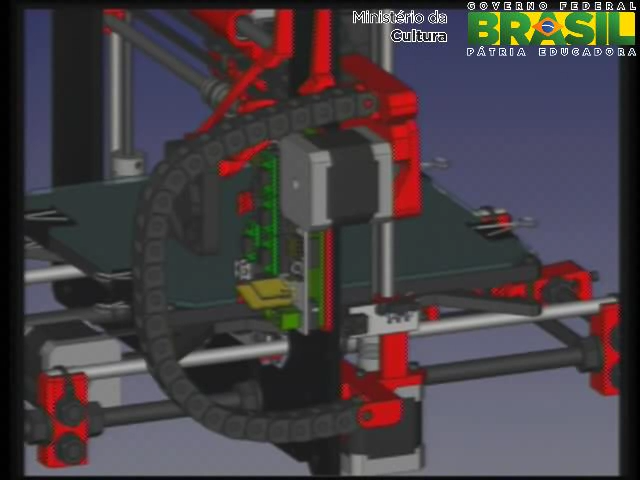 Ministério da
Cultura
GOVERNO FEDERAL
BRASIL
PÁTRIA EDUCADORA